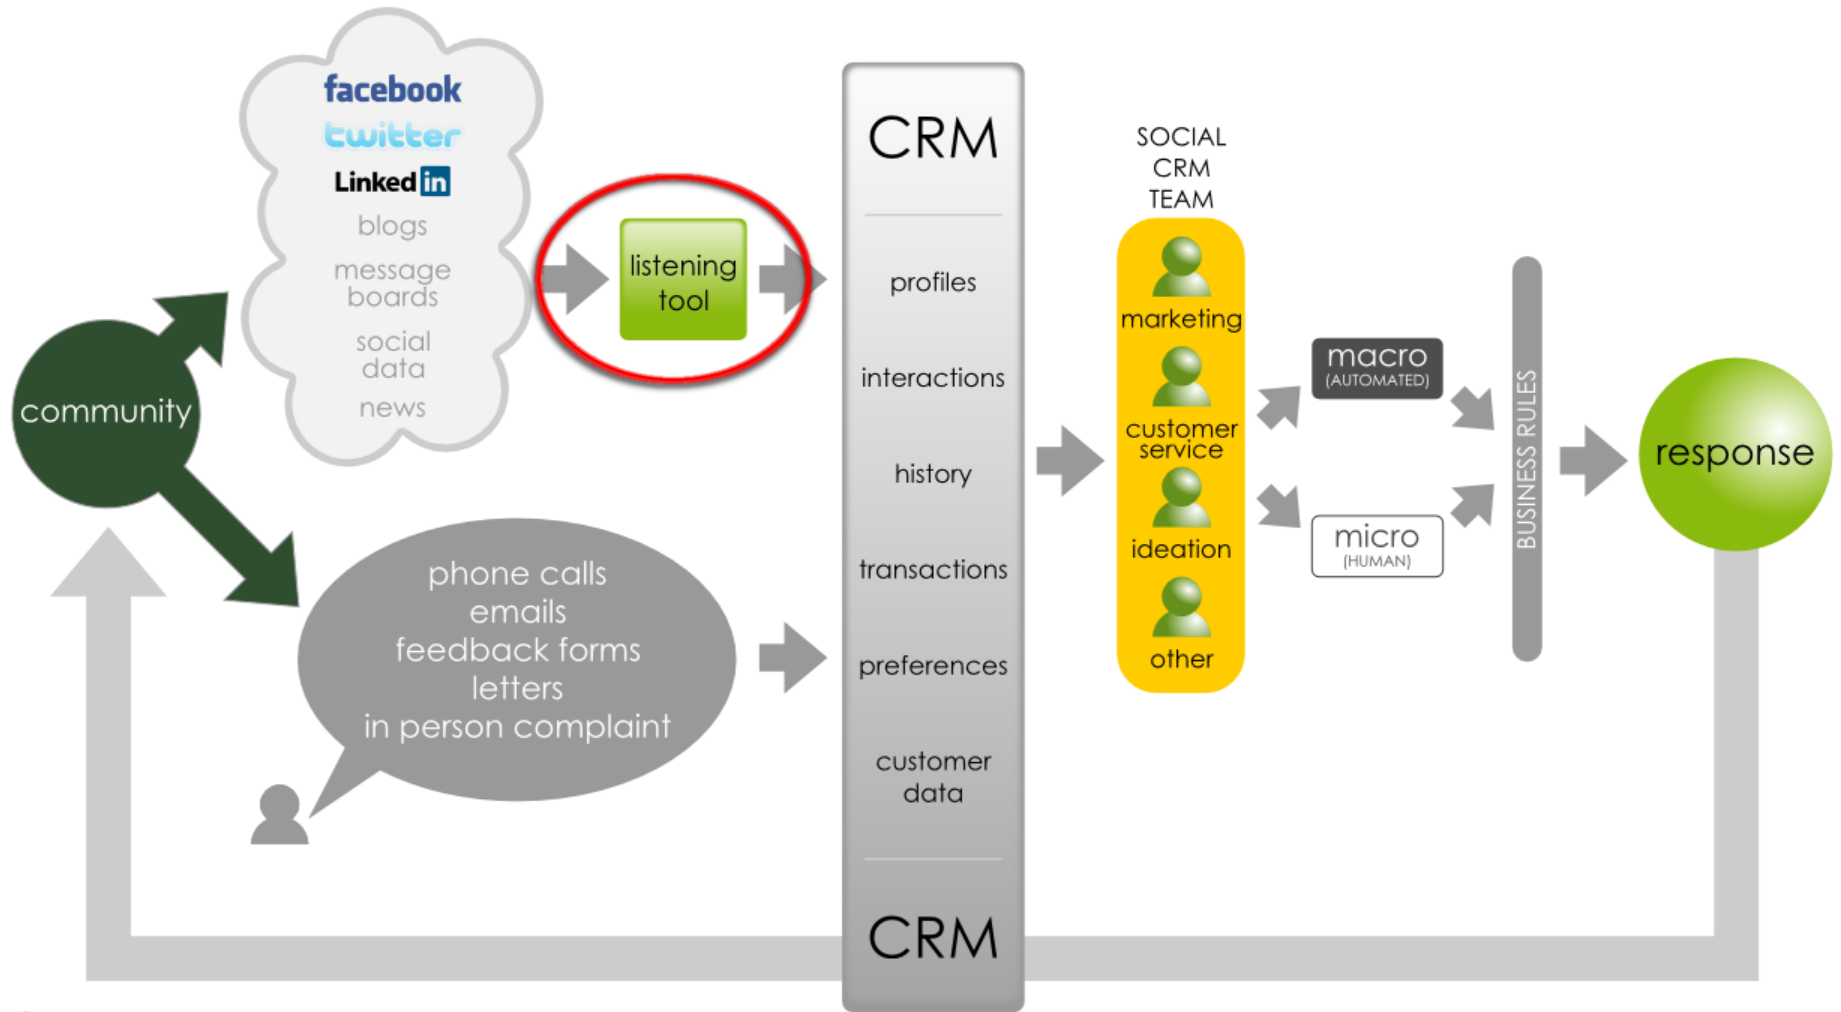 facebook
twitter
Linked in
blogs
message
boards
social
data
news
community
listening
tool
phone calls
emails
feedback forms
letters
in person complaint
CRM
profiles
interactions
history
transactions
preferences
customer
data
CRM
SOCIAL
CRM
TEAM
marketing
customer
service
ideation
other
macro
(AUTOMATED)
micro
(HUMAN)
BUSINESS RULES
response